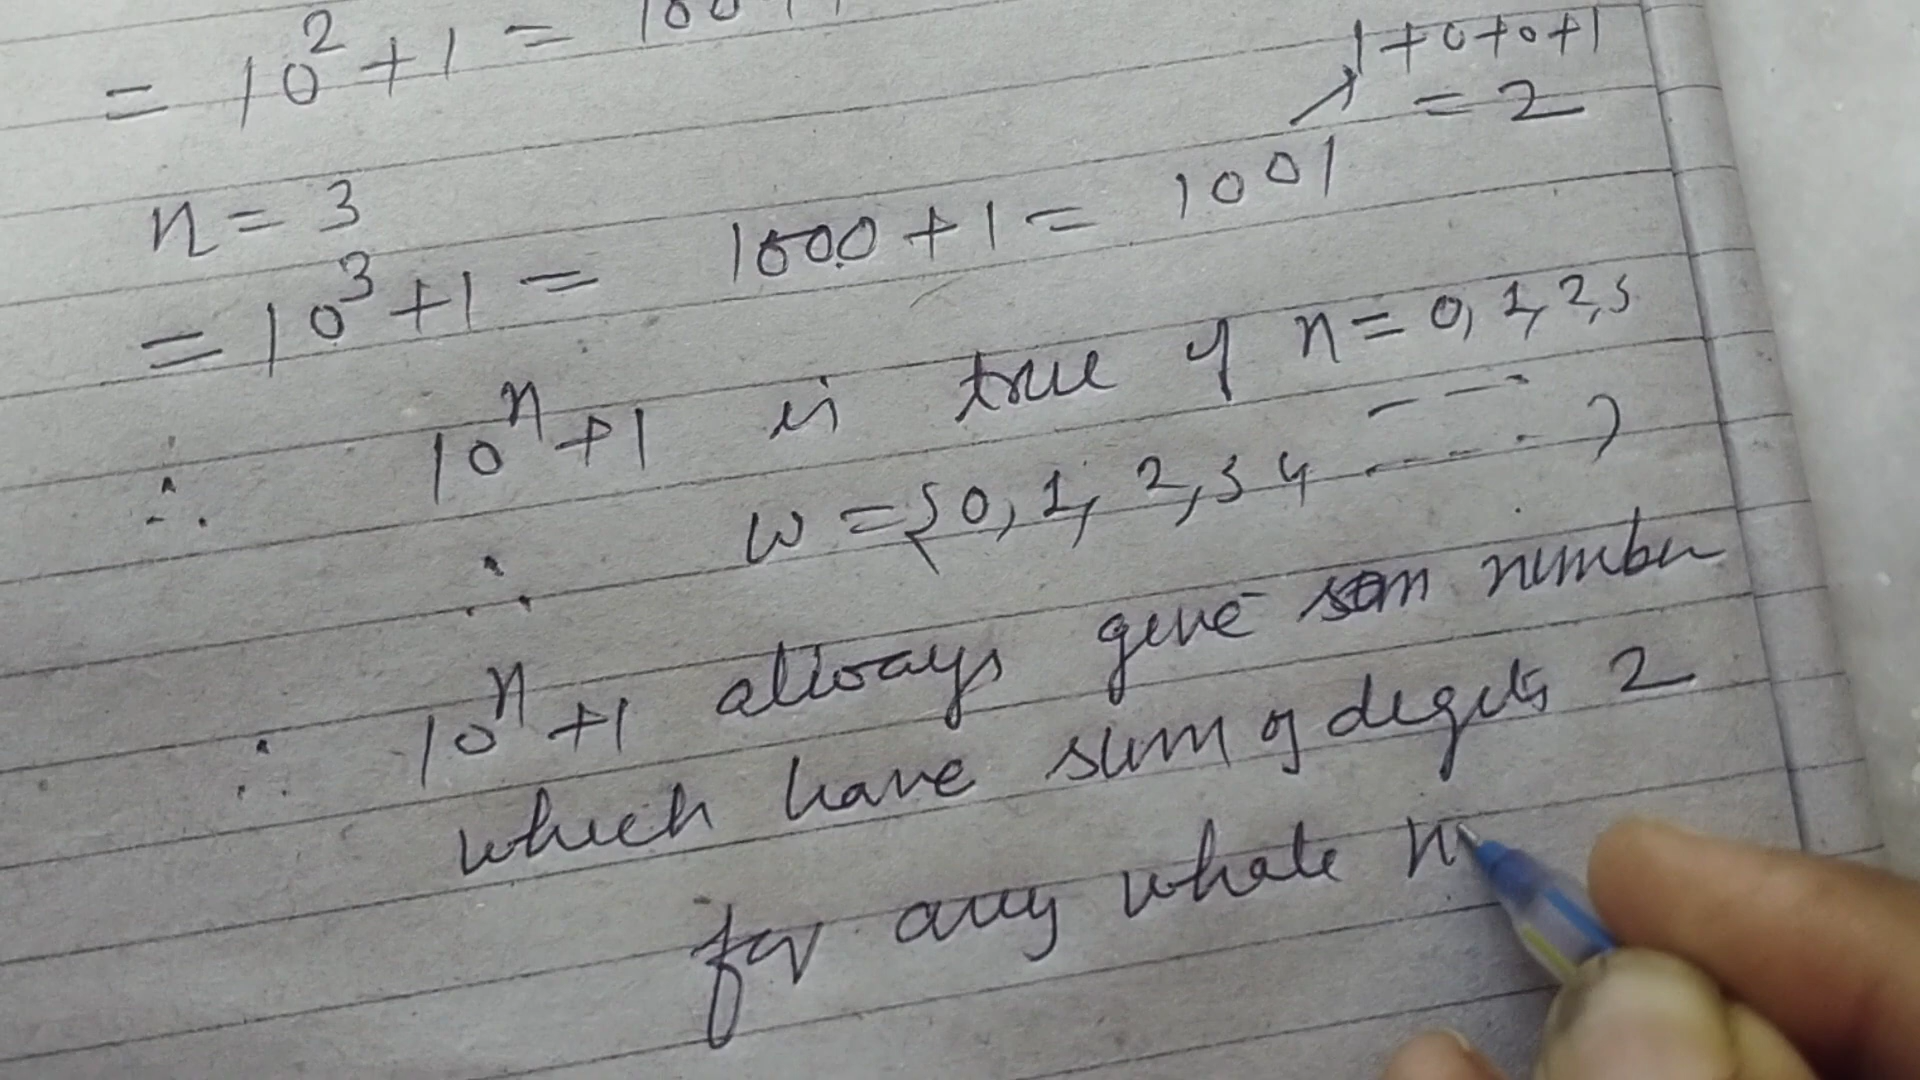 = 10² + 1 = 100 + 1
1 + 0 + 0 + 1
= 2
n = 3
= 10³ + 1 = 1000 + 1 = 1001
∴ 10ⁿ + 1 is true if n = 0, 1, 2, 3
- - -
∴ W = {0, 1, 2, 3 4 - - - - }
∴ 10ⁿ + 1 always give number
which have sum of digits 2
for any whole n